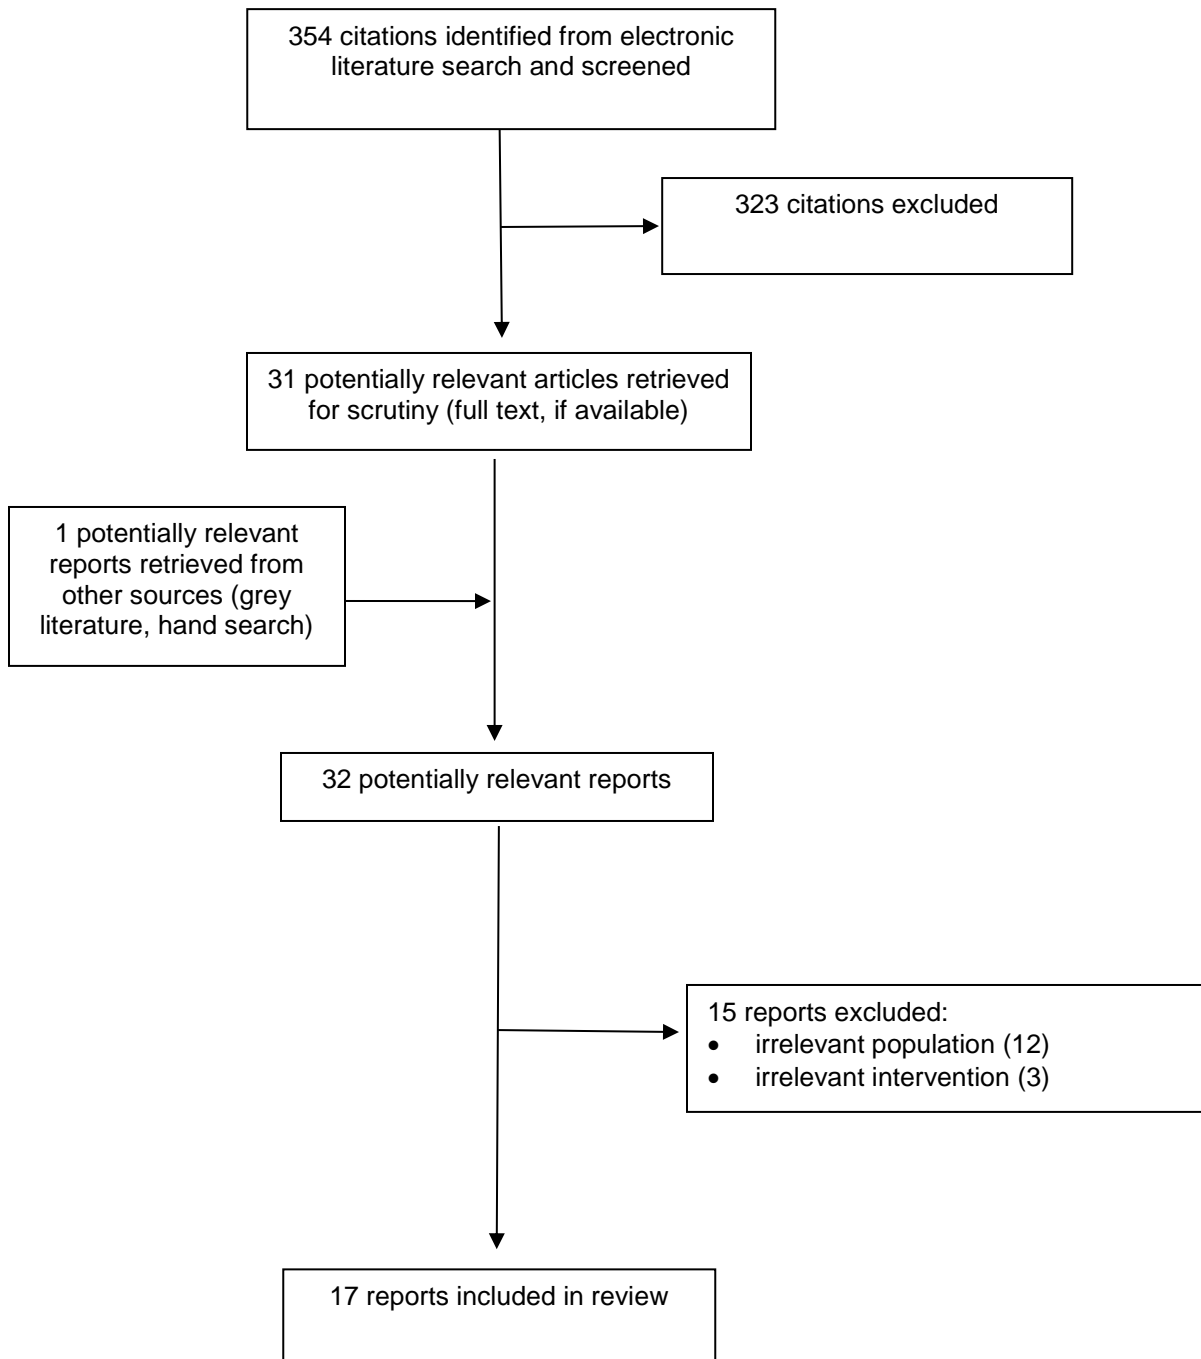 354 citations identified from electronic
literature search and screened
323 citations excluded
31 potentially relevant articles retrieved
for scrutiny (full text, if available)
1 potentially relevant
reports retrieved from
other sources (grey
literature, hand search)
32 potentially relevant reports
15 reports excluded:
• irrelevant population (12)
• irrelevant intervention (3)
17 reports included in review